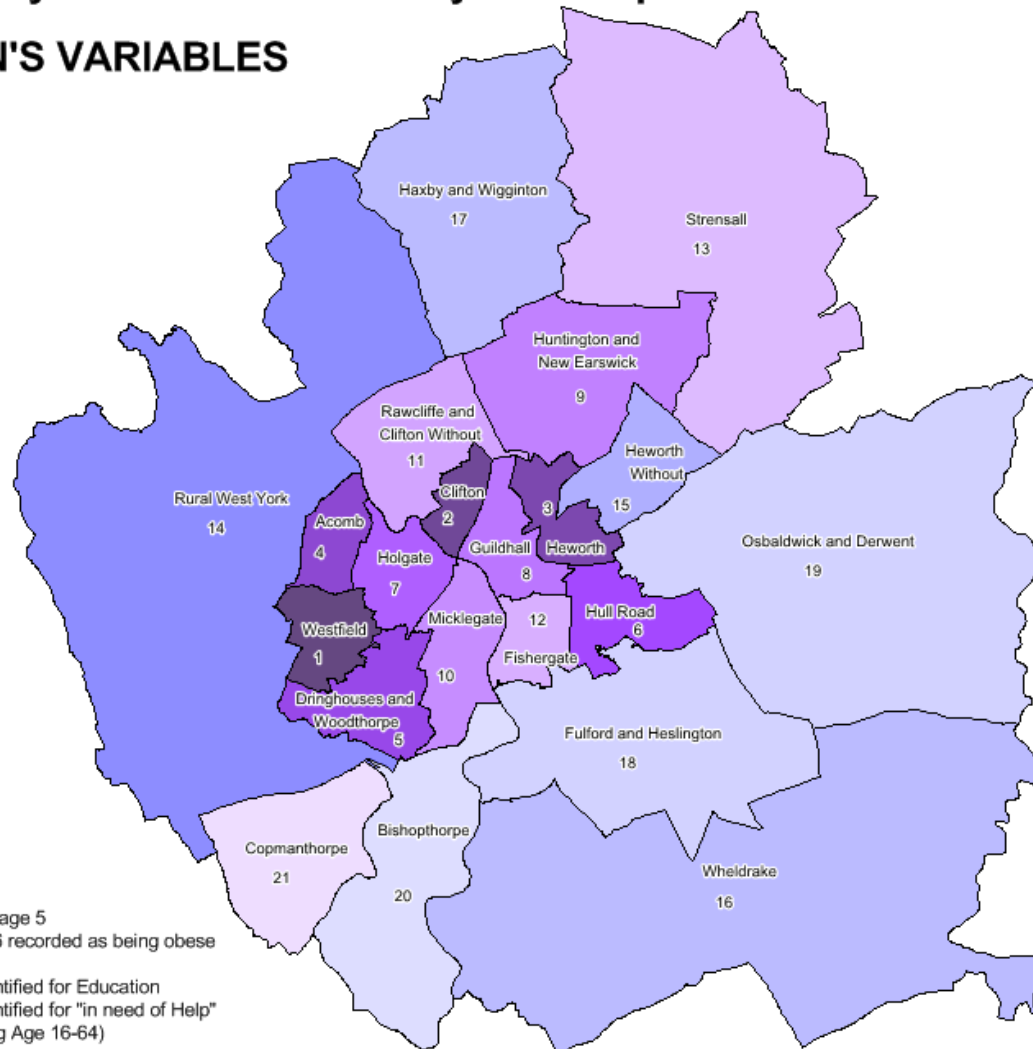 N'S VARIABLES
Haxby and Wigginton
17
Strensall
13
Huntington and
New Earswick
9
Rawcliffe and
Clifton Without
11
Heworth
Without
15
Rural West York
14
Acomb
4
Clifton
2
3
Heworth
Guildhall
8
Holgate
7
Osbaldwick and Derwent
19
Westfield
1
Micklegate
10
12
Fishergate
Hull Road
6
Dringhouses and
Woodthorpe
5
Fulford and Heslington
18
Copmanthorpe
21
Bishopthorpe
20
Wheldrake
16
age 5
6 recorded as being obese
ntified for Education
ntified for "in need of Help"
g Age 16-64)